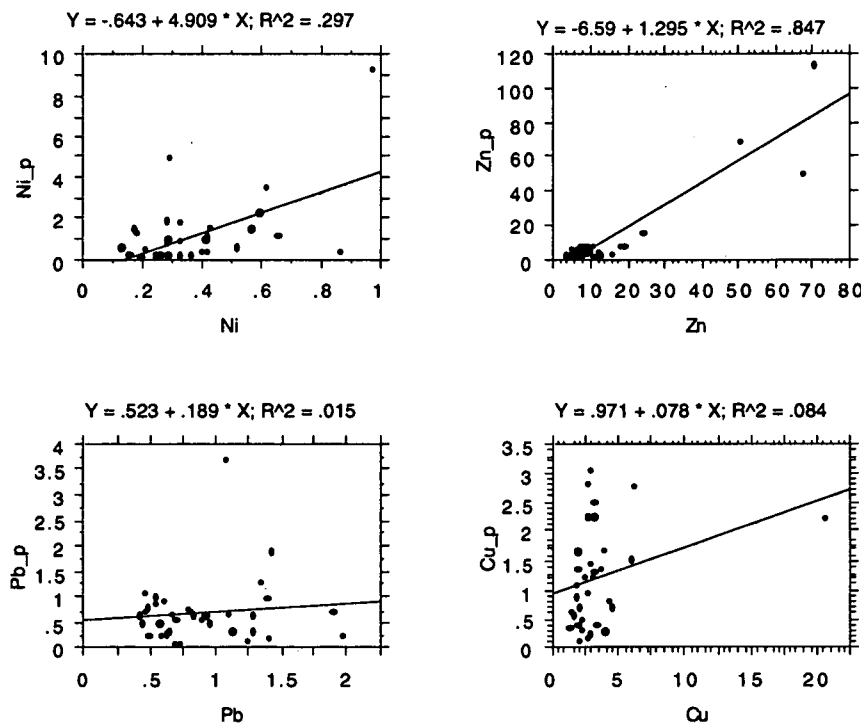 Y = -.643 + 4.909 * X; R^2 = .297
10
8
6
4
2
0
Ni_p
0 .2 .4 .6 .8 1
Ni
Y = -6.59 + 1.295 * X; R^2 = .847
120
100
80
60
40
20
0
Zn_p
0 10 20 30 40 50 60 70 80
Zn
Y = .523 + .189 * X; R^2 = .015
4
3.5
3
2.5
2
1.5
1
.5
0
Pb_p
0 .5 1 1.5 2
Pb
Y = .971 + .078 * X; R^2 = .084
3.5
3
2.5
2
1.5
1
.5
0
Cu_p
0 5 10 15 20
Cu